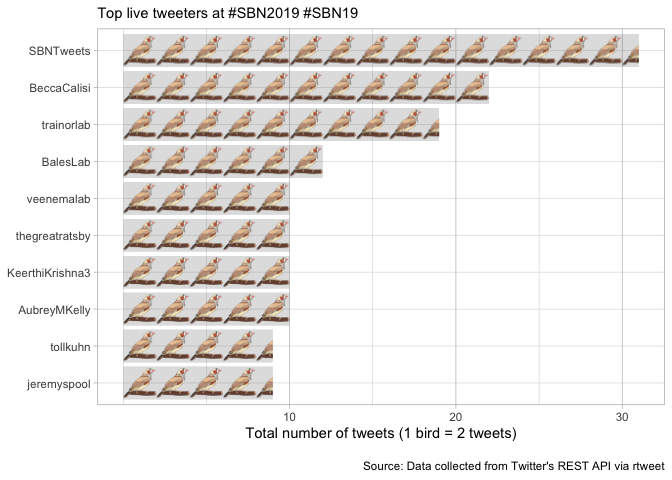 Top live tweeters at #SBN2019 #SBN19
SBNTweets
BeccaCalisi
trainorlab
BalesLab
veenemalab
thegreatratsby
KeerthiKrishna3
AubreyMKelly
tollkuhn
jeremyspool
10 20 30
Total number of tweets (1 bird = 2 tweets)
Source: Data collected from Twitter's REST API via rtweet